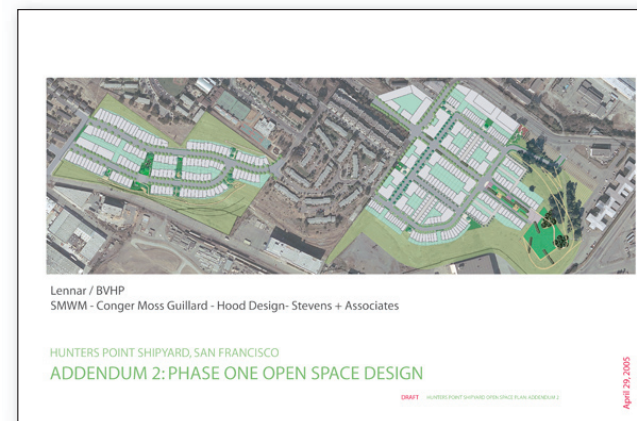 Lennar / BVHP
SMWM - Conger Moss Guillard - Hood Design- Stevens + Associates
HUNTERS POINT SHIPYARD, SAN FRANCISCO
ADDENDUM 2: PHASE ONE OPEN SPACE DESIGN
DRAFT HUNTERS POINT SHIPYARD OPEN SPACE PLAN ADDENDUM 2
April 29, 2005